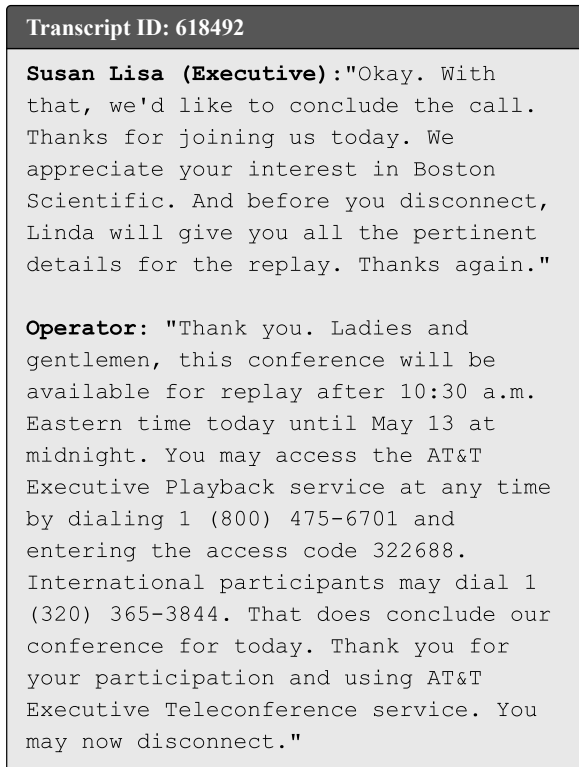 Transcript ID: 618492
Susan Lisa (Executive):"Okay. With
that, we'd like to conclude the call.
Thanks for joining us today. We
appreciate your interest in Boston
Scientific. And before you disconnect,
Linda will give you all the pertinent
details for the replay. Thanks again."
Operator: "Thank you. Ladies and
gentlemen, this conference will be
available for replay after 10:30 a.m.
Eastern time today until May 13 at
midnight. You may access the AT&T
Executive Playback service at any time
by dialing 1 (800) 475-6701 and
entering the access code 322688.
International participants may dial 1
(320) 365-3844. That does conclude our
conference for today. Thank you for
your participation and using AT&T
Executive Teleconference service. You
may now disconnect."